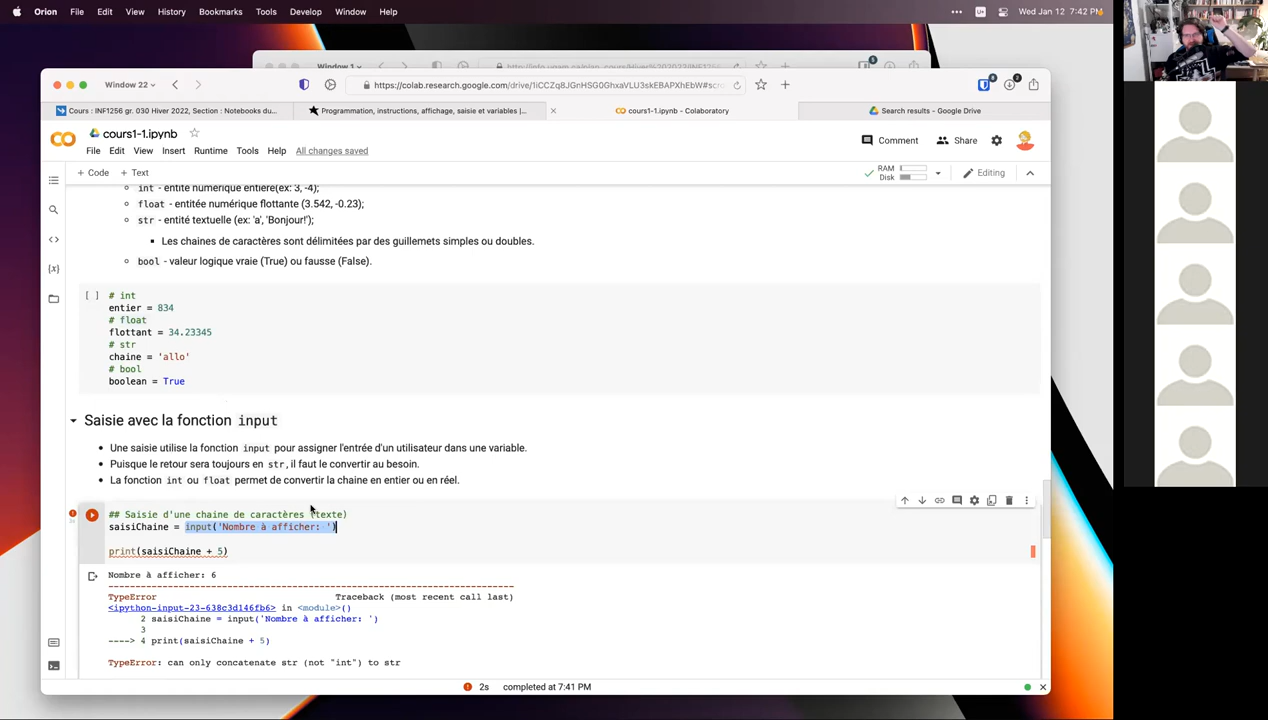 Orion File Edit View History Bookmarks Tools Develop Window Help
Wed Jan 12 7:42 PM
Window 1
Window 22
https://colab.research.google.com/drive/1iCCZq8JGnHSG0GhxaVLU3skEBAPXhEbW#scro
Cours : INF1256 gr. 030 Hiver 2022, Section : Notebooks du...
Programmation, instructions, affichage, saisie et variables |...
cours1-1.ipynb - Colaboratory
Search results - Google Drive
cours1-1.ipynb
File Edit View Insert Runtime Tools Help All changes saved
Comment Share
+ Code + Text
RAM
Disk
Editing
int - entité numérique entière(ex: 3, -4);
float - entitée numérique flottante (3.542, -0.23);
str - entité textuelle (ex: 'a', 'Bonjour!');
Les chaines de caractères sont délimitées par des guillemets simples ou doubles.
bool - valeur logique vraie (True) ou fausse (False).
[ ] # int
entier = 834
# float
flottant = 34.23345
# str
chaine = 'allo'
# bool
boolean = True
Saisie avec la fonction input
Une saisie utilise la fonction input pour assigner l'entrée d'un utilisateur dans une variable.
Puisque le retour sera toujours en str, il faut le convertir au besoin.
La fonction int ou float permet de convertir la chaine en entier ou en réel.
## Saisie d'une chaine de caractères (texte)
saisiChaine = input('Nombre à afficher: ')
print(saisiChaine + 5)
Nombre à afficher: 6
---------------------------------------------------------------------------
TypeError Traceback (most recent call last)
<ipython-input-23-638c3d146fb6> in <module>()
2 saisiChaine = input('Nombre à afficher: ')
3
----> 4 print(saisiChaine + 5)
TypeError: can only concatenate str (not "int") to str
2s completed at 7:41 PM